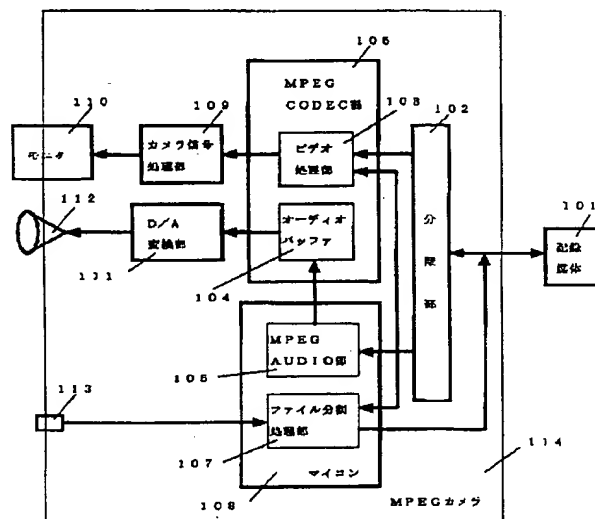 106
MPEG
CODEC部
102
103
109
110
モニタ
カメラ信号
処理部
ビデオ
処理部
112
D/A
変換部
111
オーディオ
バッファ
104
分離部
101
記録
媒体
MPEG
AUDIO部
105
113
ファイル分割
処理部
107
マイコン
108
114
MPEGカメラ